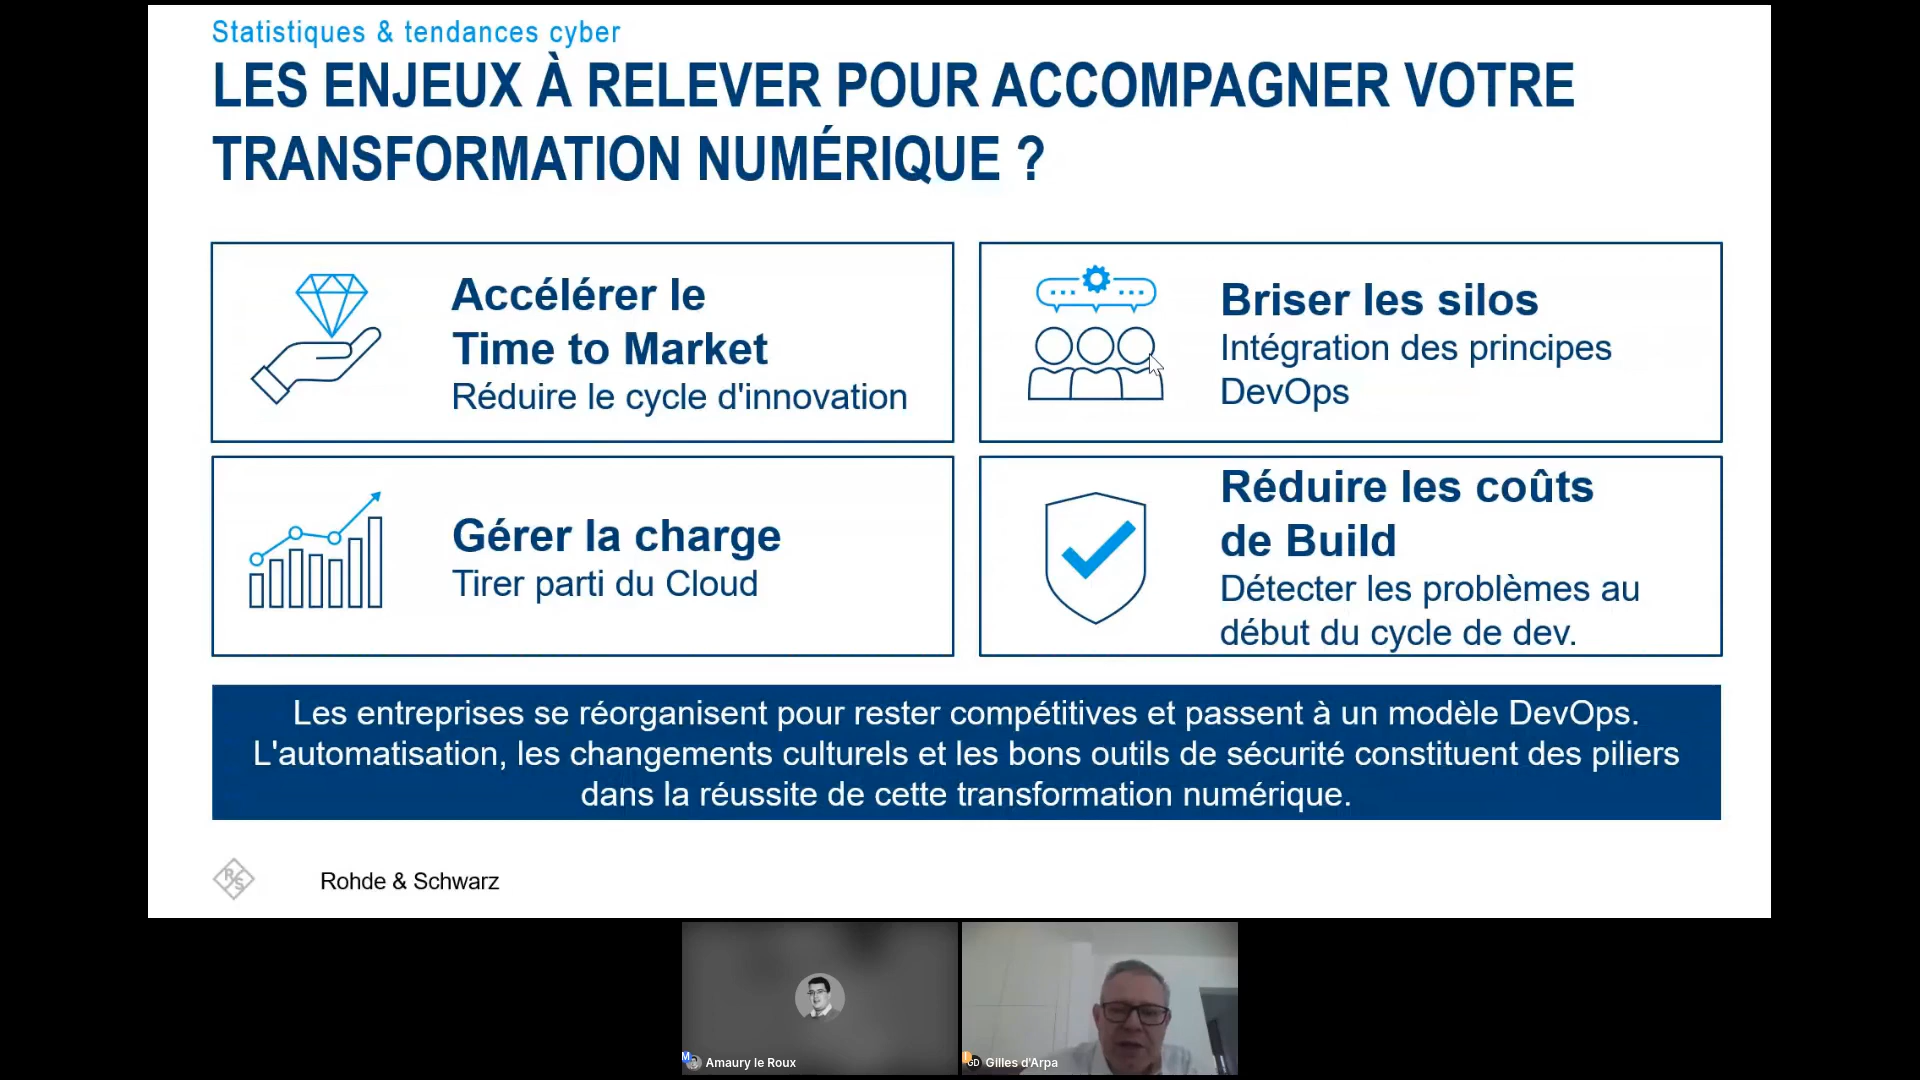 Statistiques & tendances cyber
LES ENJEUX À RELEVER POUR ACCOMPAGNER VOTRE
TRANSFORMATION NUMÉRIQUE ?
Accélérer le
Time to Market
Réduire le cycle d'innovation
Briser les silos
Intégration des principes
DevOps
Gérer la charge
Tirer parti du Cloud
Réduire les coûts
de Build
Détecter les problèmes au
début du cycle de dev.
Les entreprises se réorganisent pour rester compétitives et passent à un modèle DevOps.
L'automatisation, les changements culturels et les bons outils de sécurité constituent des piliers
dans la réussite de cette transformation numérique.
RS
Rohde & Schwarz
M
Amaury le Roux
GD
Gilles d'Arpa